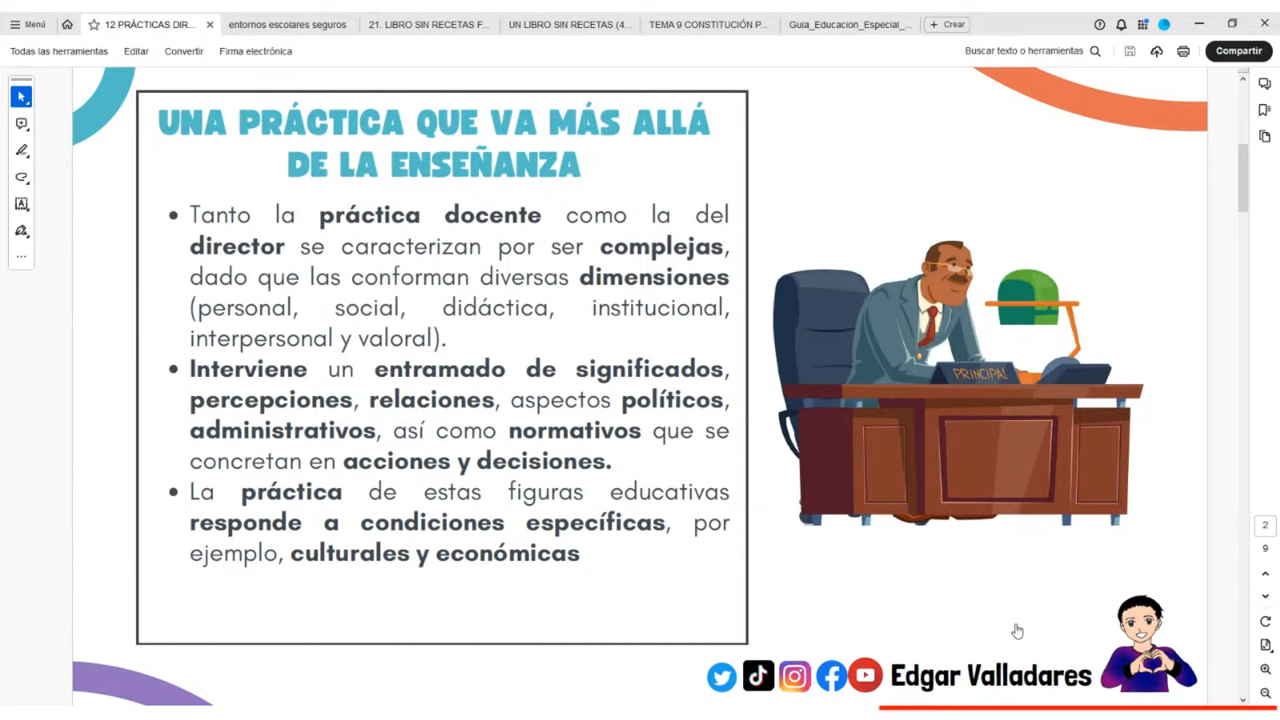 Menú
12 PRÁCTICAS DIR...
entornos escolares seguros
21. LIBRO SIN RECETAS F...
UN LIBRO SIN RECETAS (4...
TEMA 9 CONSTITUCIÓN P...
Guia_Educacion_Especial_...
Crear
Todas las herramientas
Editar
Convertir
Firma electrónica
Buscar texto o herramientas
Compartir
UNA PRÁCTICA QUE VA MÁS ALLÁ
DE LA ENSEÑANZA
• Tanto la práctica docente como la del
director se caracterizan por ser complejas,
dado que las conforman diversas dimensiones
(personal, social, didáctica, institucional,
interpersonal y valoral).
• Interviene un entramado de significados,
percepciones, relaciones, aspectos políticos,
administrativos, así como normativos que se
concretan en acciones y decisiones.
• La práctica de estas figuras educativas
responde a condiciones específicas, por
ejemplo, culturales y económicas
PRINCIPAL
2
9
Edgar Valladares